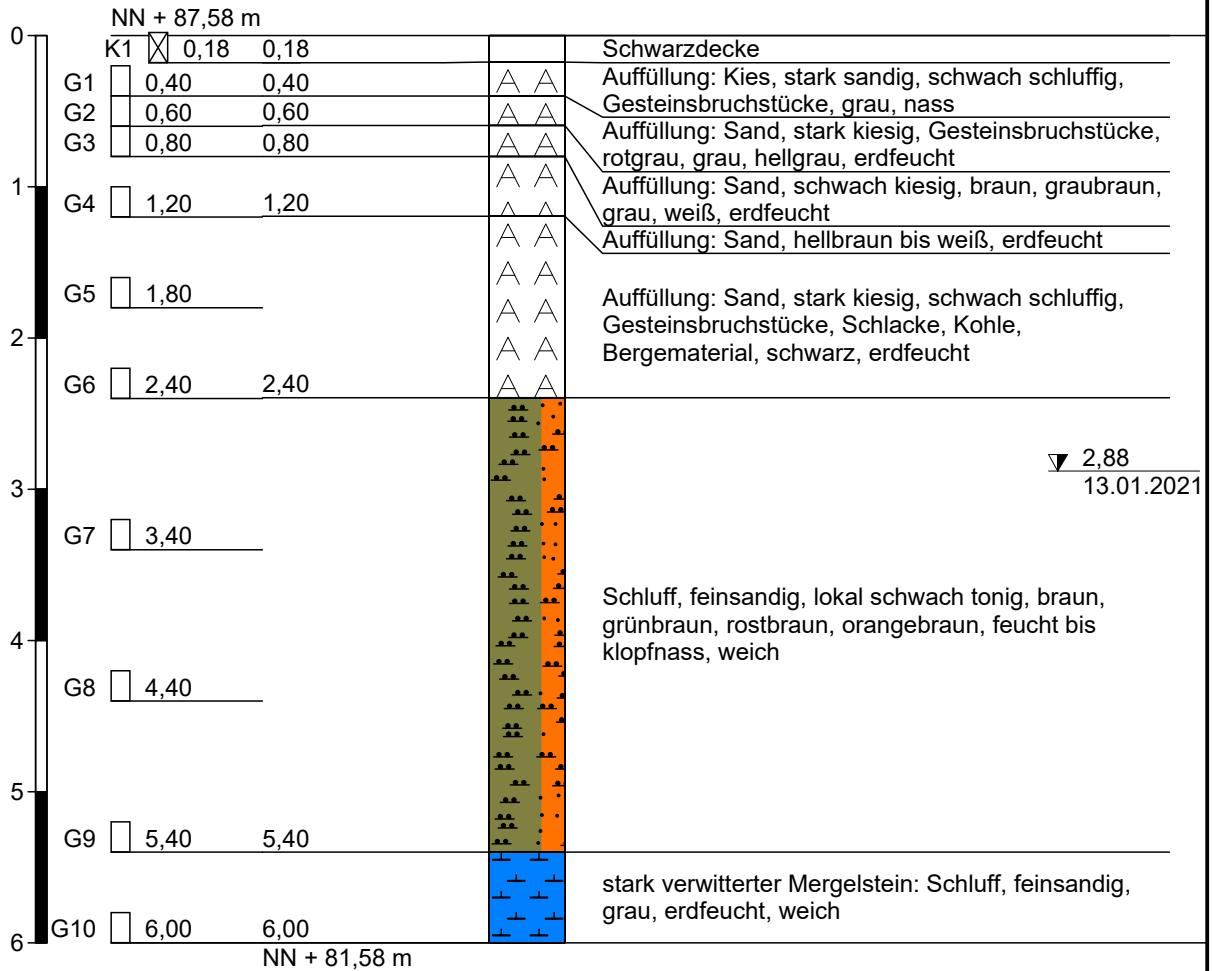 NN + 87,58 m
0
K1 0,18 0,18 Schwarzdecke
G1 0,40 0,40 Auffüllung: Kies, stark sandig, schwach schluffig,
Gesteinsbruchstücke, grau, nass
G2 0,60 0,60
Auffüllung: Sand, stark kiesig, Gesteinsbruchstücke,
rotgrau, grau, hellgrau, erdfeucht
G3 0,80 0,80
Auffüllung: Sand, schwach kiesig, braun, graubraun,
grau, weiß, erdfeucht
1
G4 1,20 1,20
Auffüllung: Sand, hellbraun bis weiß, erdfeucht
G5 1,80
Auffüllung: Sand, stark kiesig, schwach schluffig,
Gesteinsbruchstücke, Schlacke, Kohle,
Bergematerial, schwarz, erdfeucht
2
G6 2,40 2,40
2,88
13.01.2021
3
G7 3,40
Schluff, feinsandig, lokal schwach tonig, braun,
grünbraun, rostbraun, orangebraun, feucht bis
klopfnass, weich
4
G8 4,40
5
G9 5,40 5,40
stark verwitterter Mergelstein: Schluff, feinsandig,
grau, erdfeucht, weich
G10 6,00 6,00
6
NN + 81,58 m